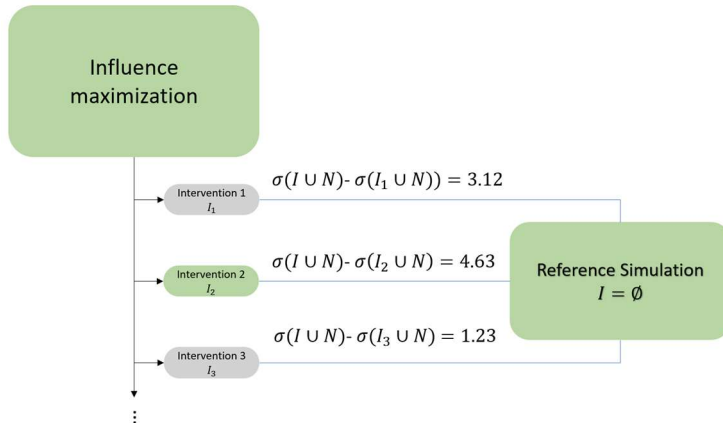 Influence
maximization
Intervention 1
I₁
σ(I ∪ N)- σ(I₁ ∪ N)) = 3.12
Intervention 2
I₂
σ(I ∪ N)- σ(I₂ ∪ N) = 4.63
Reference Simulation
I = ∅
Intervention 3
I₃
σ(I ∪ N)- σ(I₃ ∪ N) = 1.23
⋮